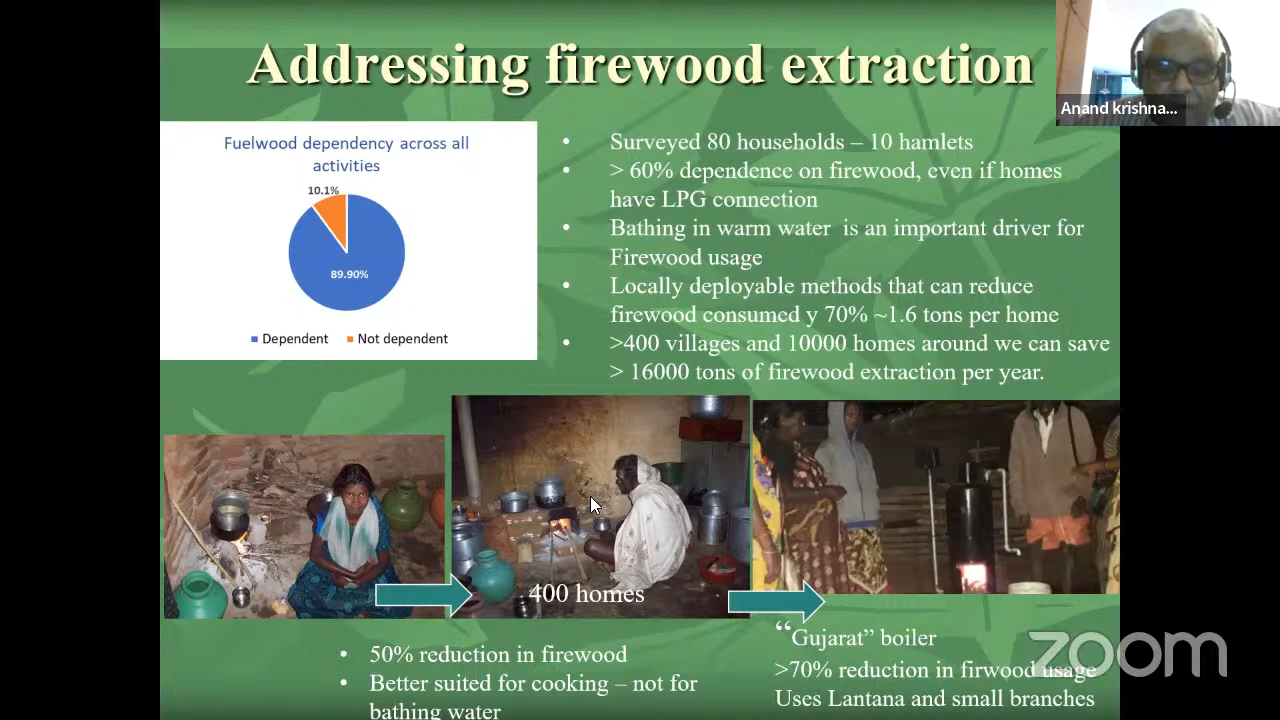 Addressing firewood extraction
Anand krishna...
Fuelwood dependency across all
activities
10.1%
89.90%
Dependent
Not dependent
• Surveyed 80 households – 10 hamlets
• > 60% dependence on firewood, even if homes
have LPG connection
• Bathing in warm water is an important driver for
Firewood usage
• Locally deployable methods that can reduce
firewood consumed y 70% ~1.6 tons per home
• >400 villages and 10000 homes around we can save
> 16000 tons of firewood extraction per year.
400 homes
• 50% reduction in firewood
• Better suited for cooking – not for
bathing water
“Gujarat” boiler
>70% reduction in firwood usage
Uses Lantana and small branches
zoom